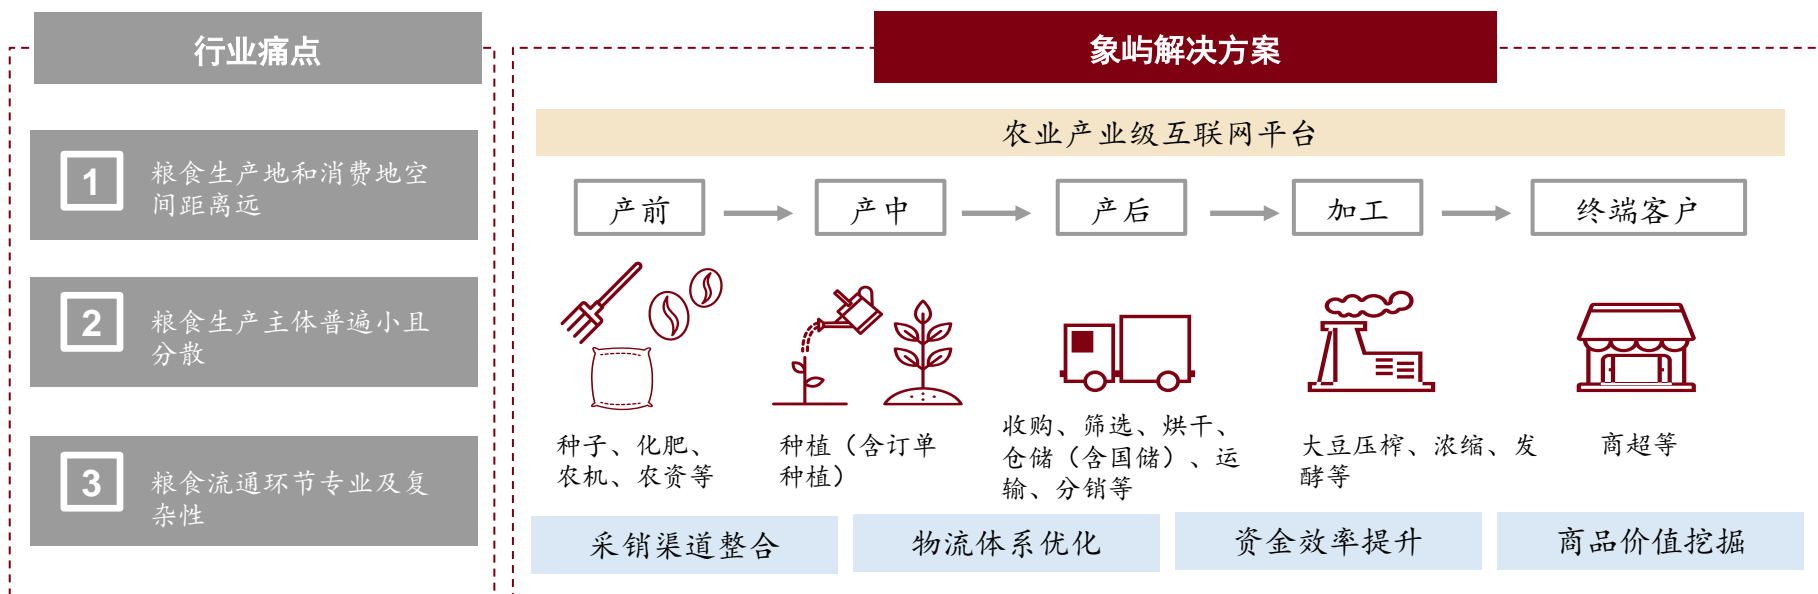 行业痛点
1
粮食生产地和消费地空
间距离远
2
粮食生产主体普遍小且
分散
3
粮食流通环节专业及复
杂性
象屿解决方案
农业产业级互联网平台
产前
产中
产后
加工
终端客户
种子、化肥、
农机、农资等
种植（含订单
种植）
收购、筛选、烘干、
仓储（含国储）、运
输、分销等
大豆压榨、浓缩、发
酵等
商超等
采销渠道整合
物流体系优化
资金效率提升
商品价值挖掘